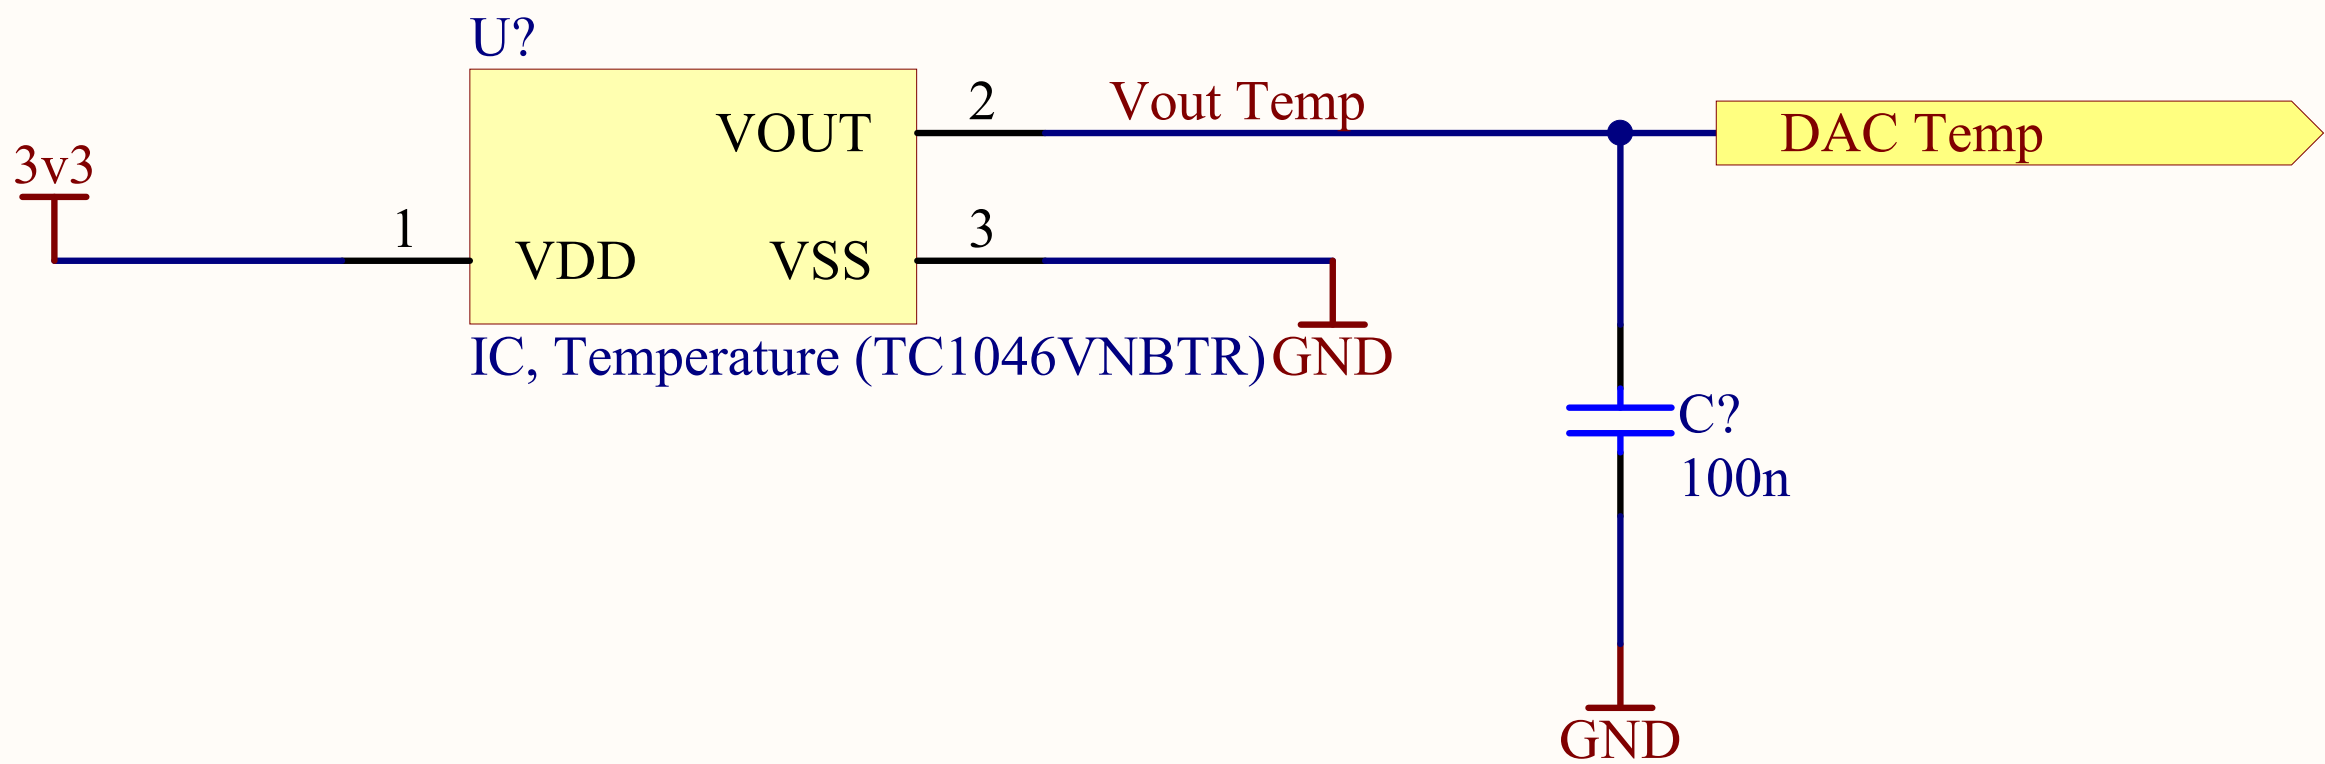 U?
VOUT
2
Vout Temp
DAC Temp
3v3
1
VDD
VSS
3
IC, Temperature (TC1046VNBTR)
GND
C?
100n
GND